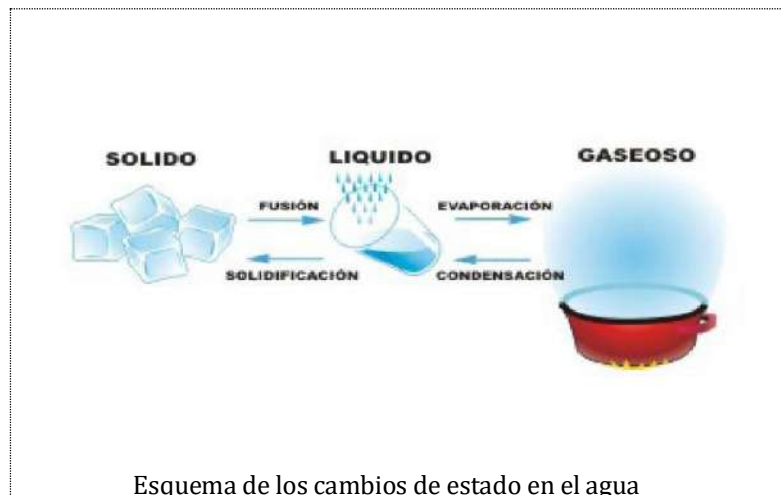 SOLIDO
LIQUIDO
GASEOSO
FUSIÓN
EVAPORACIÓN
SOLIDIFICACIÓN
CONDENSACIÓN
Esquema de los cambios de estado en el agua